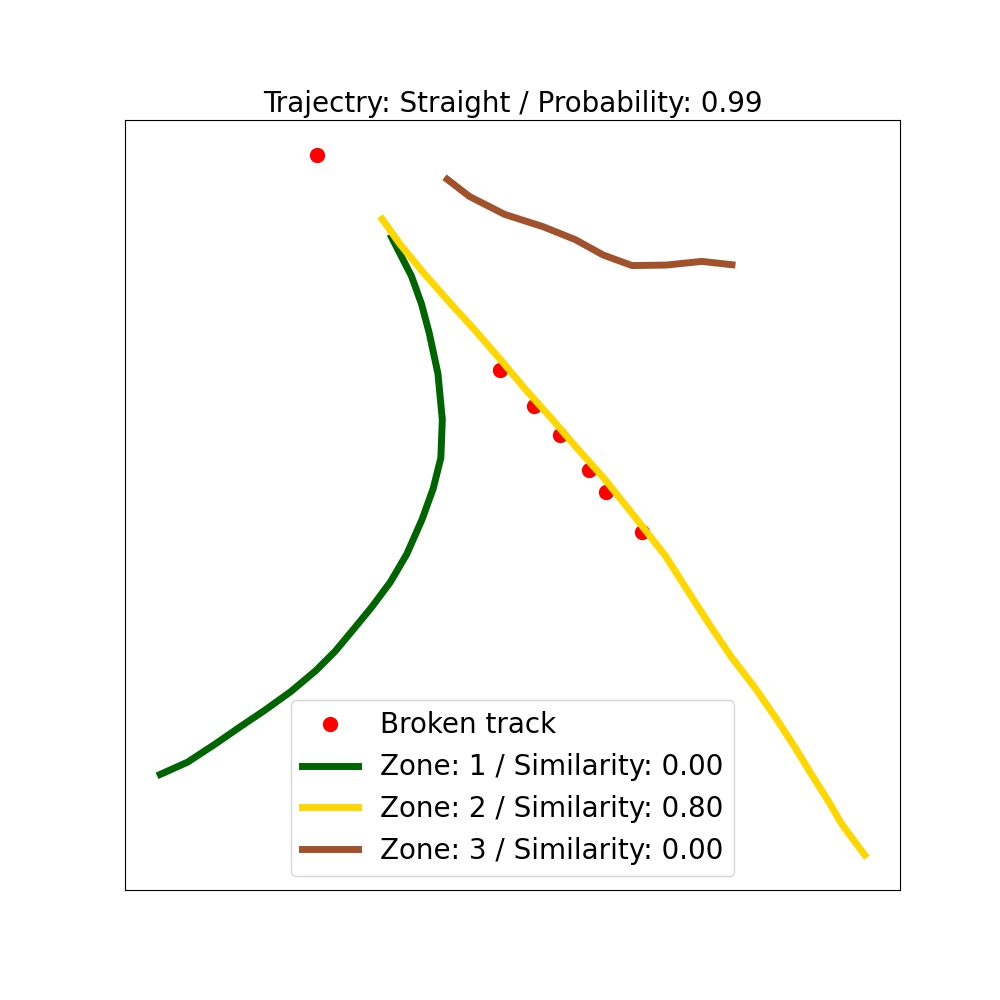 Trajectry: Straight / Probability: 0.99
Broken track
Zone: 1 / Similarity: 0.00
Zone: 2 / Similarity: 0.80
Zone: 3 / Similarity: 0.00